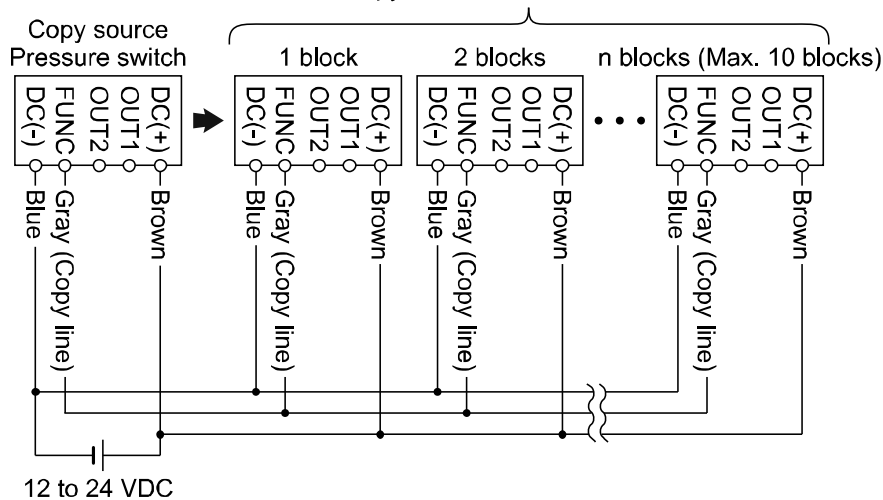 Copy source
Pressure switch
1 block
2 blocks
n blocks (Max. 10 blocks)
DC(-)
FUNC
OUT2
OUT1
DC(+)
DC(-)
FUNC
OUT2
OUT1
DC(+)
DC(-)
FUNC
OUT2
OUT1
DC(+)
DC(-)
FUNC
OUT2
OUT1
DC(+)
Blue
Gray (Copy line)
Brown
Blue
Gray (Copy line)
Brown
Blue
Gray (Copy line)
Brown
Blue
Gray (Copy line)
Brown
12 to 24 VDC